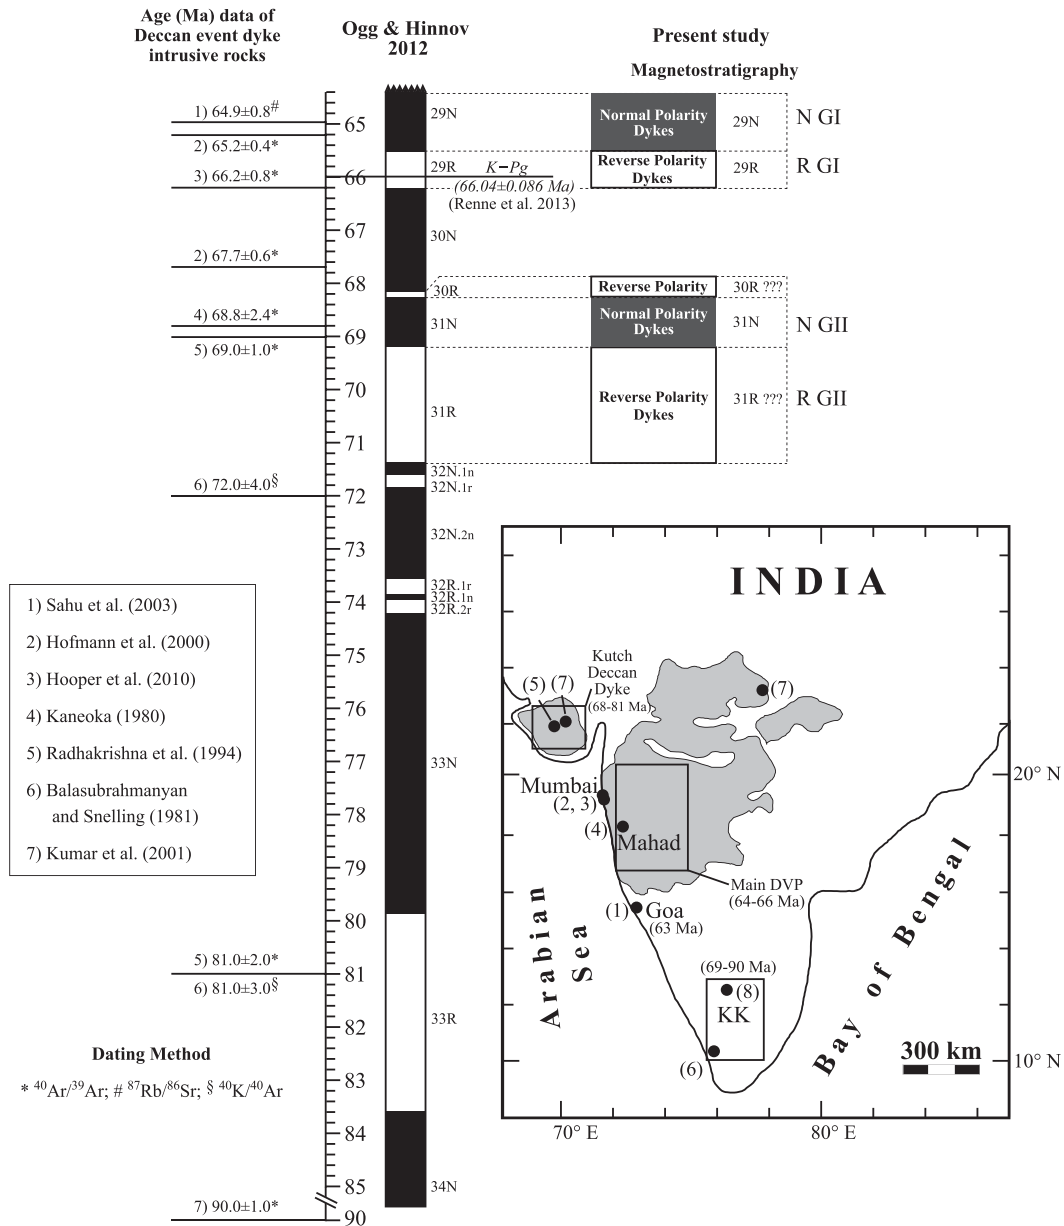 Age (Ma) data of
Deccan event dyke
intrusive rocks
1) 64.9±0.8#
2) 65.2±0.4*
3) 66.2±0.8*
2) 67.7±0.6*
4) 68.8±2.4*
5) 69.0±1.0*
6) 72.0±4.0§
5) 81.0±2.0*
6) 81.0±3.0§
7) 90.0±1.0*
65
66
67
68
69
70
71
72
73
74
75
76
77
78
79
80
81
82
83
84
85
90
Ogg & Hinnov
2012
29N
29R
30N
30R
31N
31R
32N.1n
32N.1r
32N.2n
32R.1r
32R.1n
32R.2r
33N
33R
34N
K–Pg
(66.04±0.086 Ma)
(Renne et al. 2013)
Present study
Magnetostratigraphy
Normal Polarity
Dykes
29N
N GI
Reverse Polarity
Dykes
29R
R GI
Reverse Polarity
30R ???
Normal Polarity
Dykes
31N
N GII
Reverse Polarity
Dykes
31R ???
R GII
1) Sahu et al. (2003)
2) Hofmann et al. (2000)
3) Hooper et al. (2010)
4) Kaneoka (1980)
5) Radhakrishna et al. (1994)
6) Balasubrahmanyan
and Snelling (1981)
7) Kumar et al. (2001)
Dating Method
* ⁴⁰Ar/³⁹Ar; # ⁸⁷Rb/⁸⁶Sr; § ⁴⁰K/⁴⁰Ar
INDIA
Kutch
Deccan
Dyke
(68-81 Ma)
(5) (7)
(7)
Mumbai
(2, 3)
(4)
Mahad
Main DVP
(64-66 Ma)
(1)
Goa
(63 Ma)
(69-90 Ma)
(8)
KK
(6)
Arabian
Sea
Bay of Bengal
300 km
20° N
10° N
70° E
80° E